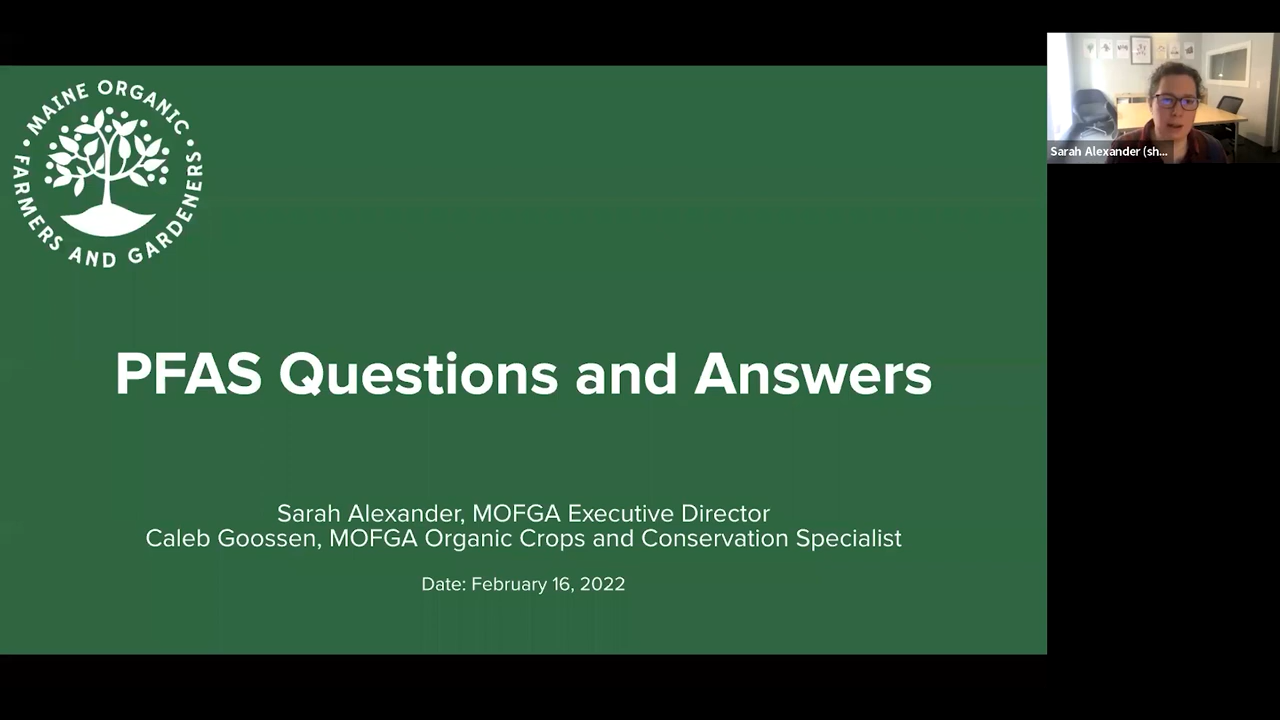 • MAINE ORGANIC •
FARMERS AND GARDENERS
Sarah Alexander (sh...
PFAS Questions and Answers
Sarah Alexander, MOFGA Executive Director
Caleb Goossen, MOFGA Organic Crops and Conservation Specialist
Date: February 16, 2022